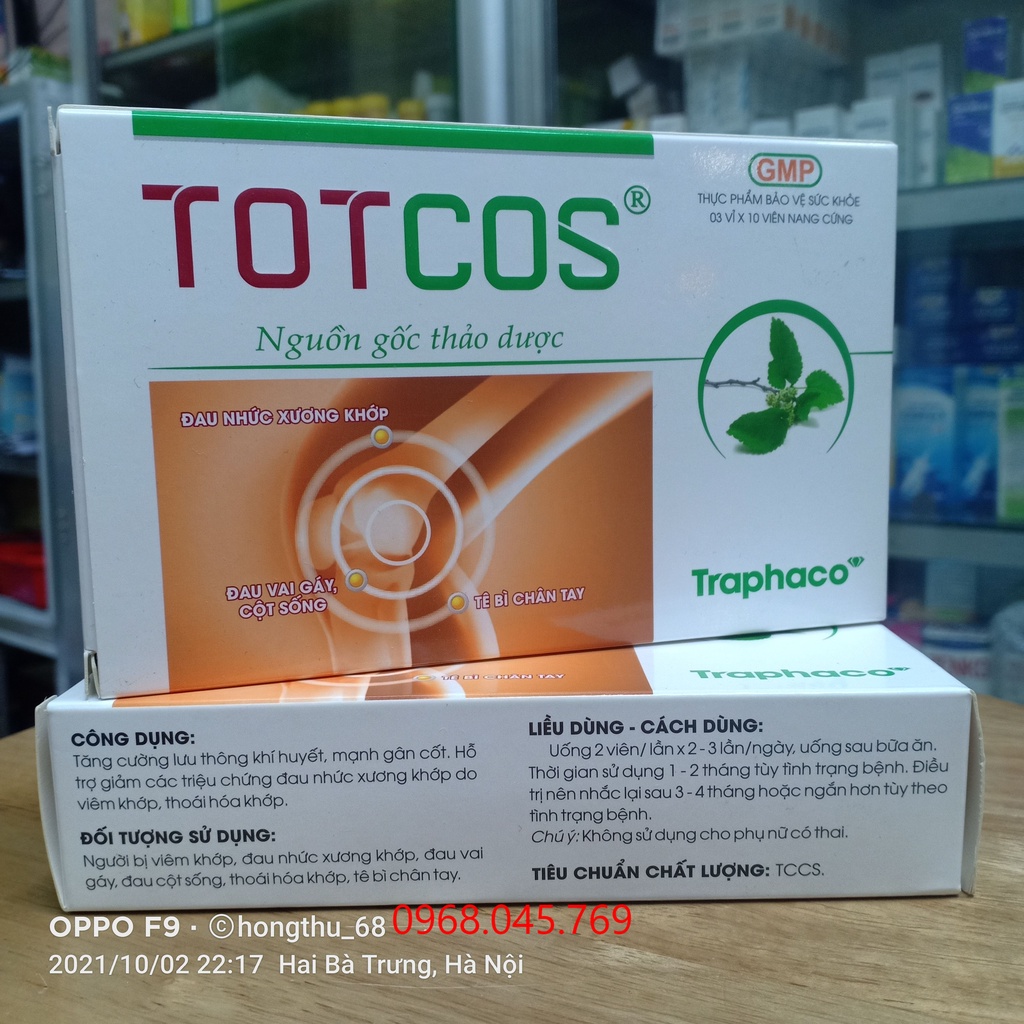 TOTCOS®
GMP
THỰC PHẨM BẢO VỆ SỨC KHỎE
03 VỈ X 10 VIÊN NANG CỨNG
Nguồn gốc thảo dược
ĐAU NHỨC XƯƠNG KHỚP
ĐAU VAI GÁY,
CỘT SỐNG
TÊ BÌ CHÂN TAY
Traphaco
TÊ BÌ CHÂN TAY
Traphaco
CÔNG DỤNG:
Tăng cường lưu thông khí huyết, mạnh gân cốt. Hỗ
trợ giảm các triệu chứng đau nhức xương khớp do
viêm khớp, thoái hóa khớp.
ĐỐI TƯỢNG SỬ DỤNG:
Người bị viêm khớp, đau nhức xương khớp, đau vai
gáy, đau cột sống, thoái hóa khớp, tê bì chân tay.
LIỀU DÙNG - CÁCH DÙNG:
Uống 2 viên/ lần x 2 - 3 lần/ngày, uống sau bữa ăn.
Thời gian sử dụng 1 - 2 tháng tùy tình trạng bệnh. Điều
trị nên nhắc lại sau 3 - 4 tháng hoặc ngắn hơn tùy theo
tình trạng bệnh.
Chú ý: Không sử dụng cho phụ nữ có thai.
TIÊU CHUẨN CHẤT LƯỢNG: TCCS.
OPPO F9 · ©hongthu_68 0968.045.769
2021/10/02 22:17 Hai Bà Trưng, Hà Nội